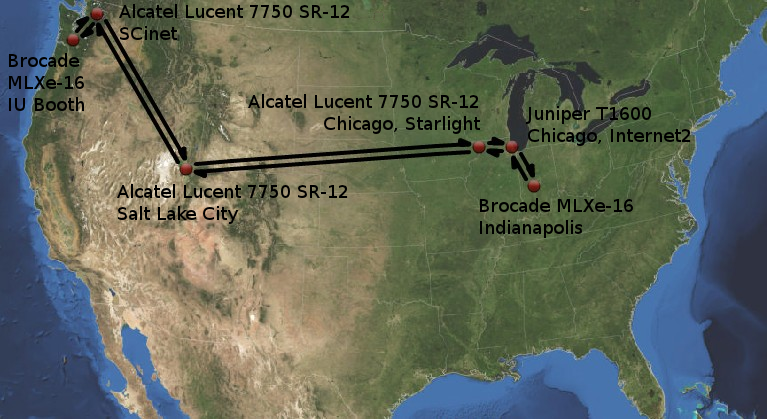 Alcatel Lucent 7750 SR-12
SCinet
Brocade
MLXe-16
IU Booth
Alcatel Lucent 7750 SR-12
Chicago, Starlight
Juniper T1600
Chicago, Internet2
Alcatel Lucent 7750 SR-12
Salt Lake City
Brocade MLXe-16
Indianapolis